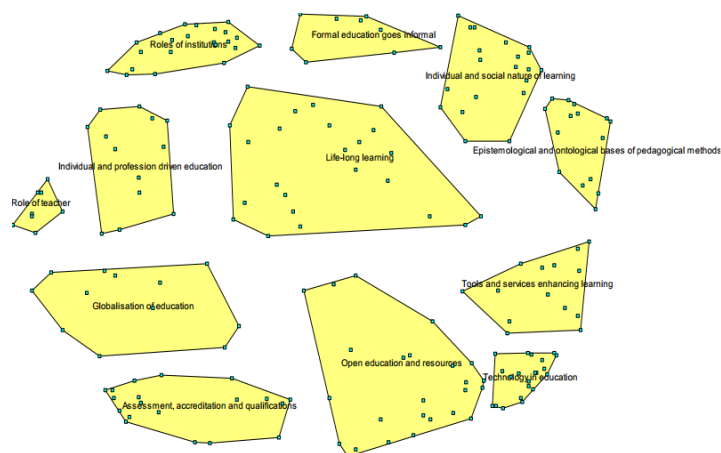 Formal education goes Informal
Roles of institutions
Individual and social nature of learning
Epistemological and ontological bases of pedagogical methods
Life-long learning
Individual and profession driven education
Role of teacher
Tools and services enhancing learning
Globalisation of education
Open education and resources
Technology in education
Assessment, accreditation and qualifications